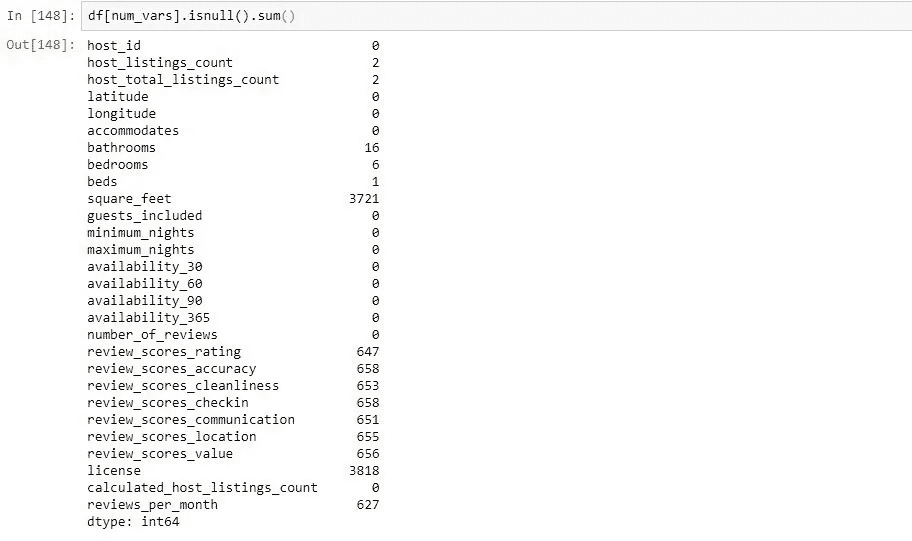 In [148]: df[num_vars].isnull().sum()
Out[148]: host_id 0
host_listings_count 2
host_total_listings_count 2
latitude 0
longitude 0
accommodates 0
bathrooms 16
bedrooms 6
beds 1
square_feet 3721
guests_included 0
minimum_nights 0
maximum_nights 0
availability_30 0
availability_60 0
availability_90 0
availability_365 0
number_of_reviews 0
review_scores_rating 647
review_scores_accuracy 658
review_scores_cleanliness 653
review_scores_checkin 658
review_scores_communication 651
review_scores_location 655
review_scores_value 656
license 3818
calculated_host_listings_count 0
reviews_per_month 627
dtype: int64